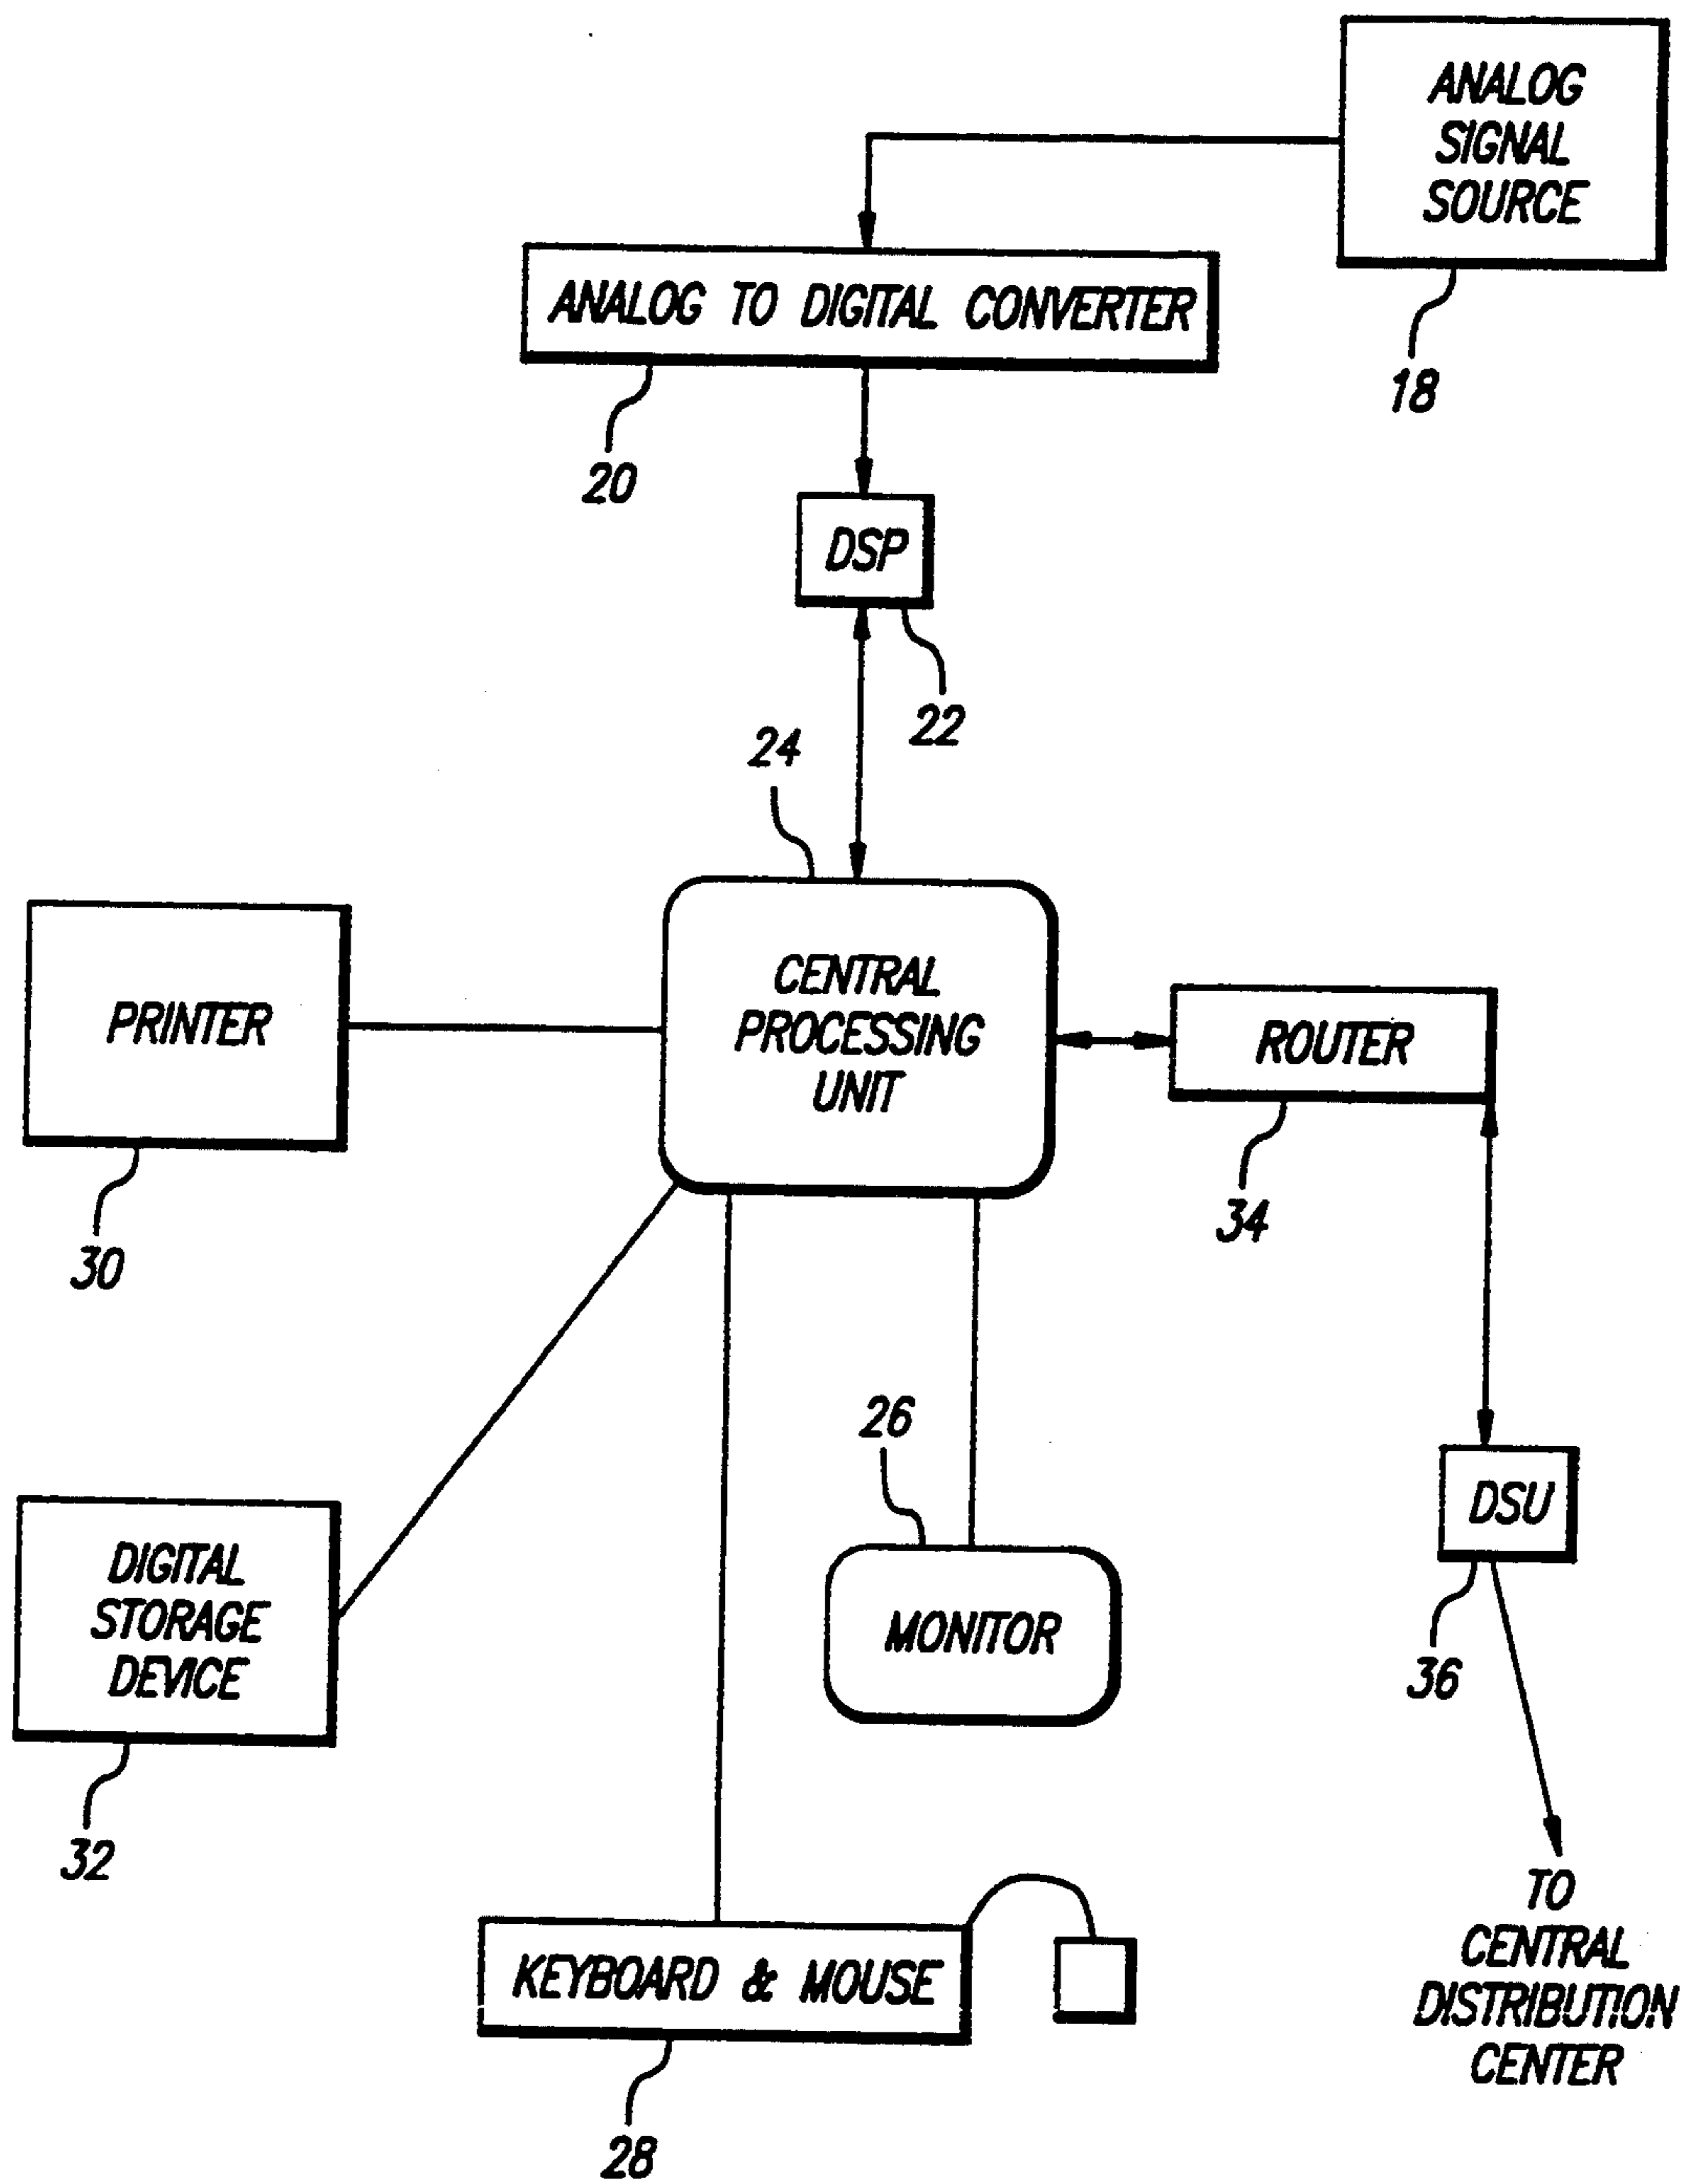 ANALOG
SIGNAL
SOURCE
18
ANALOG TO DIGITAL CONVERTER
20
DSP
22
24
CENTRAL
PROCESSING
UNIT
PRINTER
30
ROUTER
34
26
MONITOR
DSU
36
DIGITAL
STORAGE
DEVICE
32
KEYBOARD & MOUSE
28
TO
CENTRAL
DISTRIBUTION
CENTER